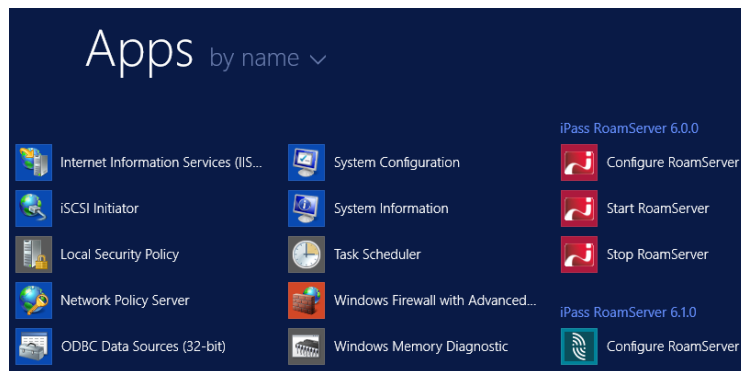 Apps by name
Internet Information Services (IIS...
iSCSI Initiator
Local Security Policy
Network Policy Server
ODBC Data Sources (32-bit)
System Configuration
System Information
Task Scheduler
Windows Firewall with Advanced...
Windows Memory Diagnostic
iPass RoamServer 6.0.0
Configure RoamServer
Start RoamServer
Stop RoamServer
iPass RoamServer 6.1.0
Configure RoamServer